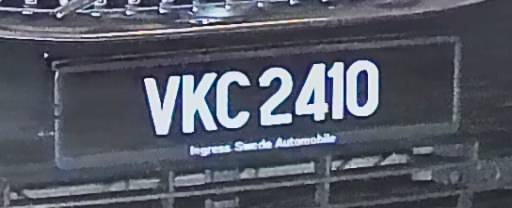 VKC 2410
Ingress Swede Automobile